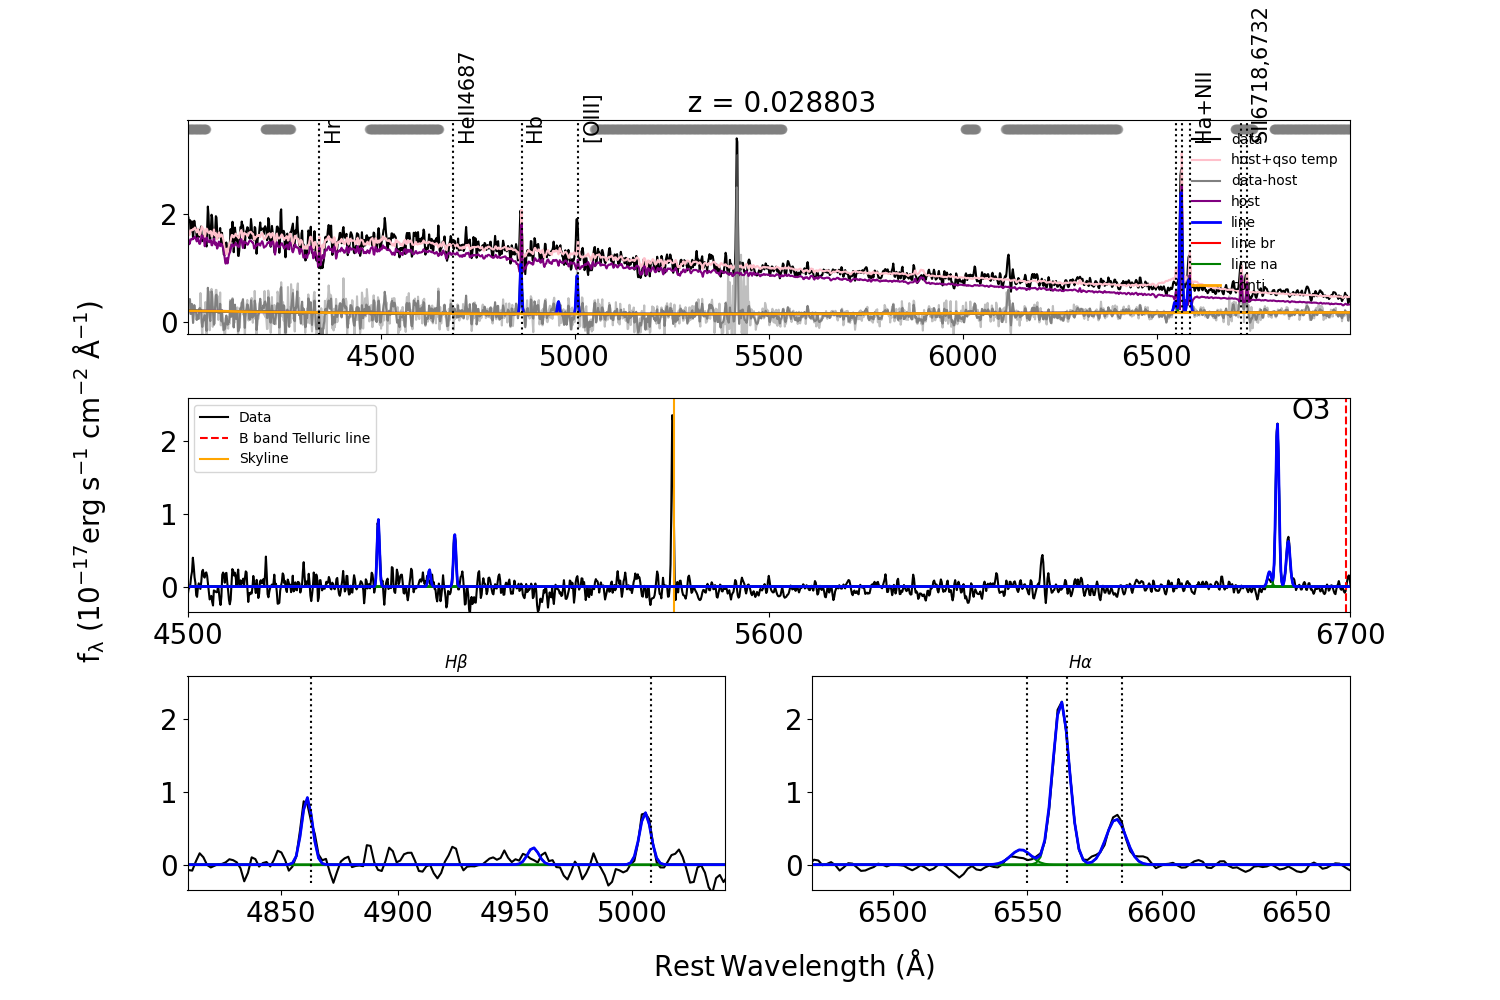 z = 0.028803
Hr
HeII4687
Hb
[OIII]
Ha+NII
SII6718,6732
data
host+qso temp
data-host
host
line
line br
line na
conti
2
0
4500
5000
5500
6000
6500
Data
B band Telluric line
Skyline
O3
2
1
0
4500
5600
6700
fλ (10⁻¹⁷erg s⁻¹ cm⁻² Å⁻¹)
Hβ
2
1
0
4850
4900
4950
5000
Hα
2
1
0
6500
6550
6600
6650
Rest Wavelength (Å)